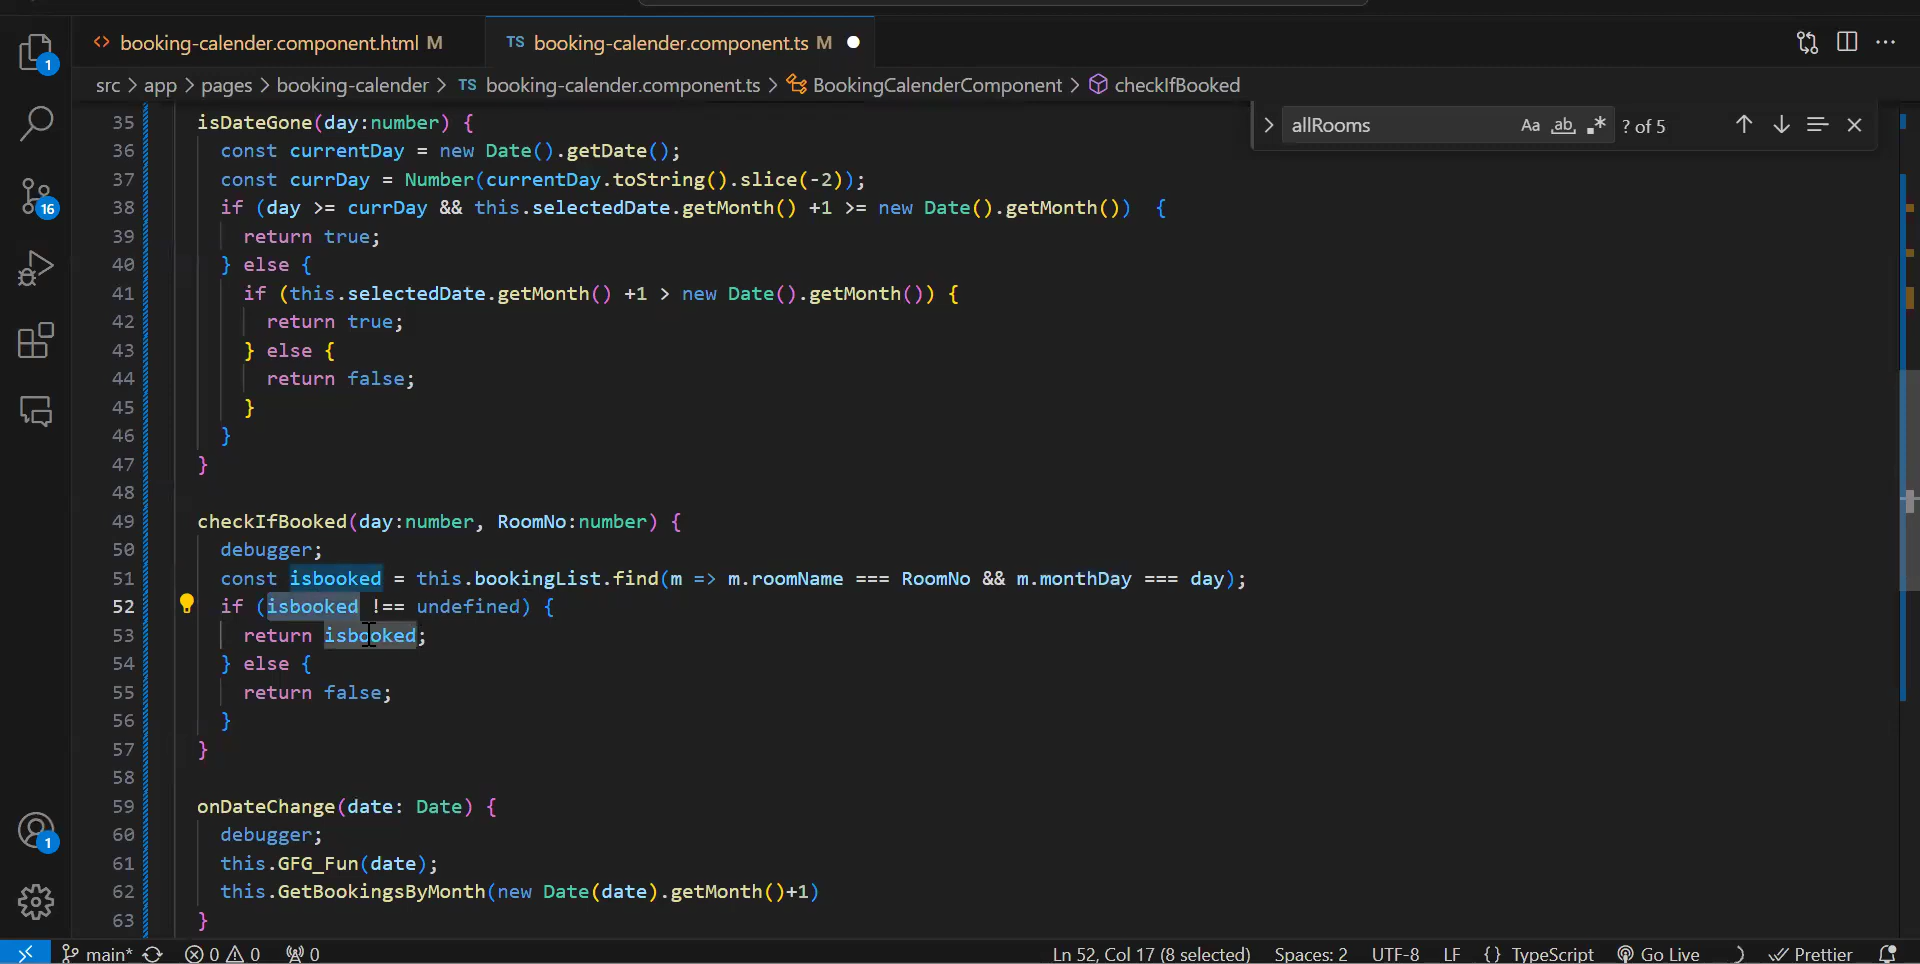 booking-calender.component.html M
TS booking-calender.component.ts M
src > app > pages > booking-calender > TS booking-calender.component.ts > BookingCalenderComponent > checkIfBooked
allRooms Aa ab .* ? of 5
35 isDateGone(day:number) {
36 const currentDay = new Date().getDate();
37 const currDay = Number(currentDay.toString().slice(-2));
38 if (day >= currDay && this.selectedDate.getMonth() +1 >= new Date().getMonth()) {
39 return true;
40 } else {
41 if (this.selectedDate.getMonth() +1 > new Date().getMonth()) {
42 return true;
43 } else {
44 return false;
45 }
46 }
47 }
48
49 checkIfBooked(day:number, RoomNo:number) {
50 debugger;
51 const isbooked = this.bookingList.find(m => m.roomName === RoomNo && m.monthDay === day);
52 if (isbooked !== undefined) {
53 return isbooked;
54 } else {
55 return false;
56 }
57 }
58
59 onDateChange(date: Date) {
60 debugger;
61 this.GFG_Fun(date);
62 this.GetBookingsByMonth(new Date(date).getMonth()+1)
63 }
1
16
1
main* 0 0 0 Ln 52, Col 17 (8 selected) Spaces: 2 UTF-8 LF {} TypeScript Go Live Prettier